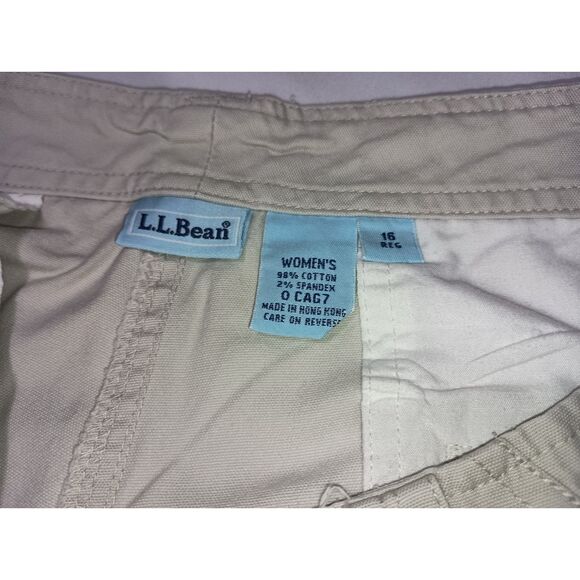 L.L.Bean®
WOMEN'S
98% COTTON
2% SPANDEX
0 CAG7
MADE IN HONG KONG
CARE ON REVERSE
16
REG